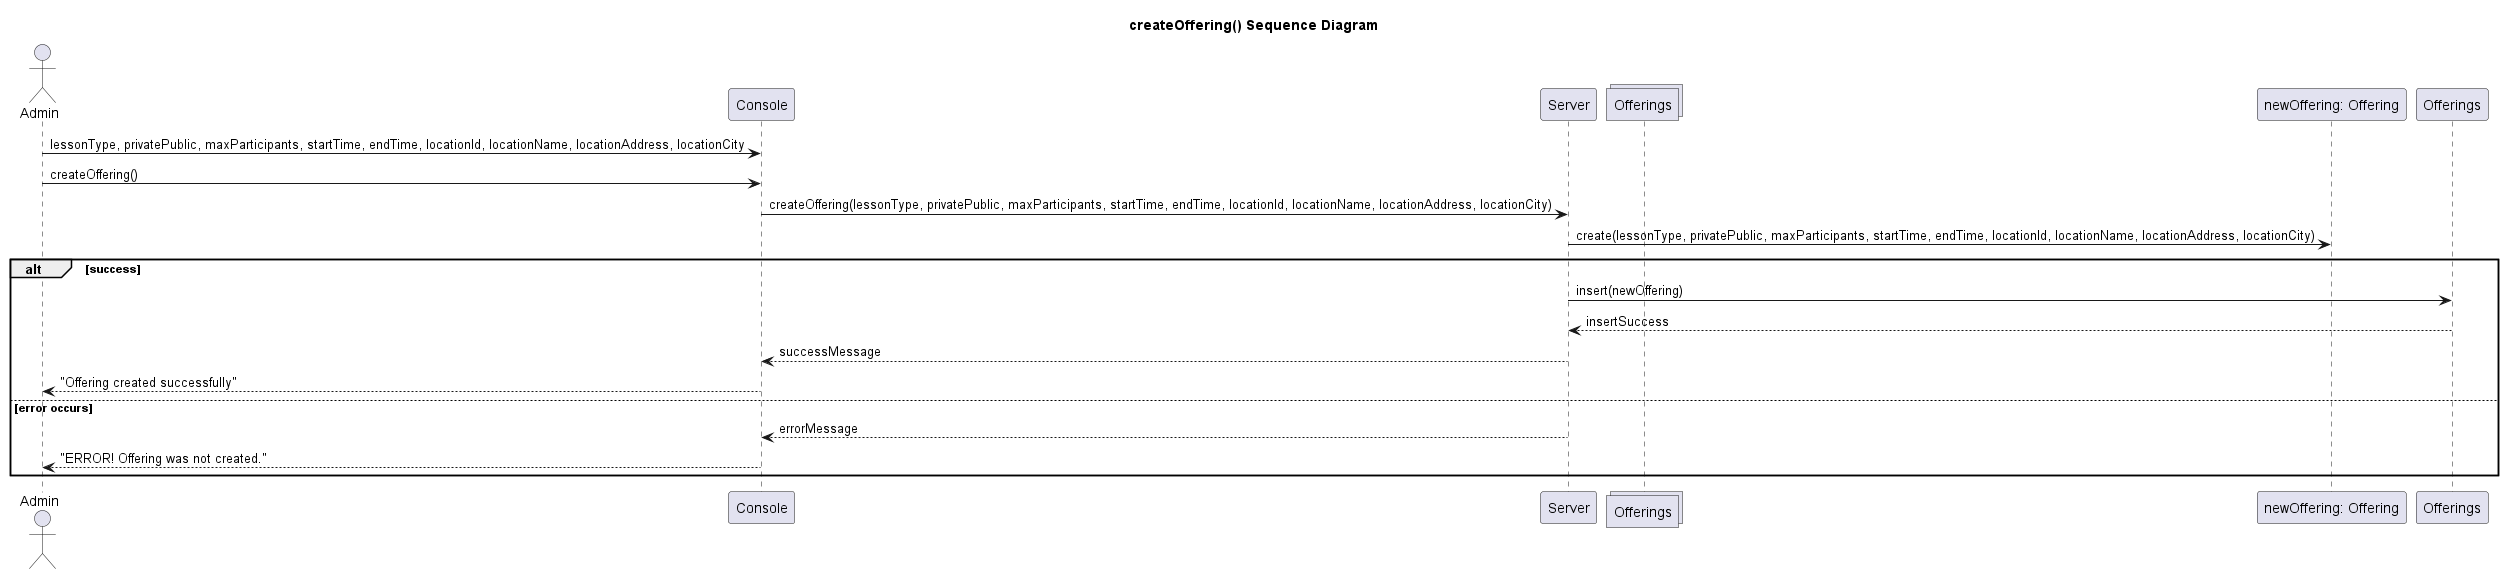 createOffering() Sequence Diagram
Admin
Console
Server
Offerings
newOffering: Offering
Offerings
lessonType, privatePublic, maxParticipants, startTime, endTime, locationId, locationName, locationAddress, locationCity
createOffering()
createOffering(lessonType, privatePublic, maxParticipants, startTime, endTime, locationId, locationName, locationAddress, locationCity)
create(lessonType, privatePublic, maxParticipants, startTime, endTime, locationId, locationName, locationAddress, locationCity)
alt [success]
insert(newOffering)
insertSuccess
successMessage
"Offering created successfully"
[error occurs]
errorMessage
"ERROR! Offering was not created."
Admin
Console
Server
Offerings
newOffering: Offering
Offerings